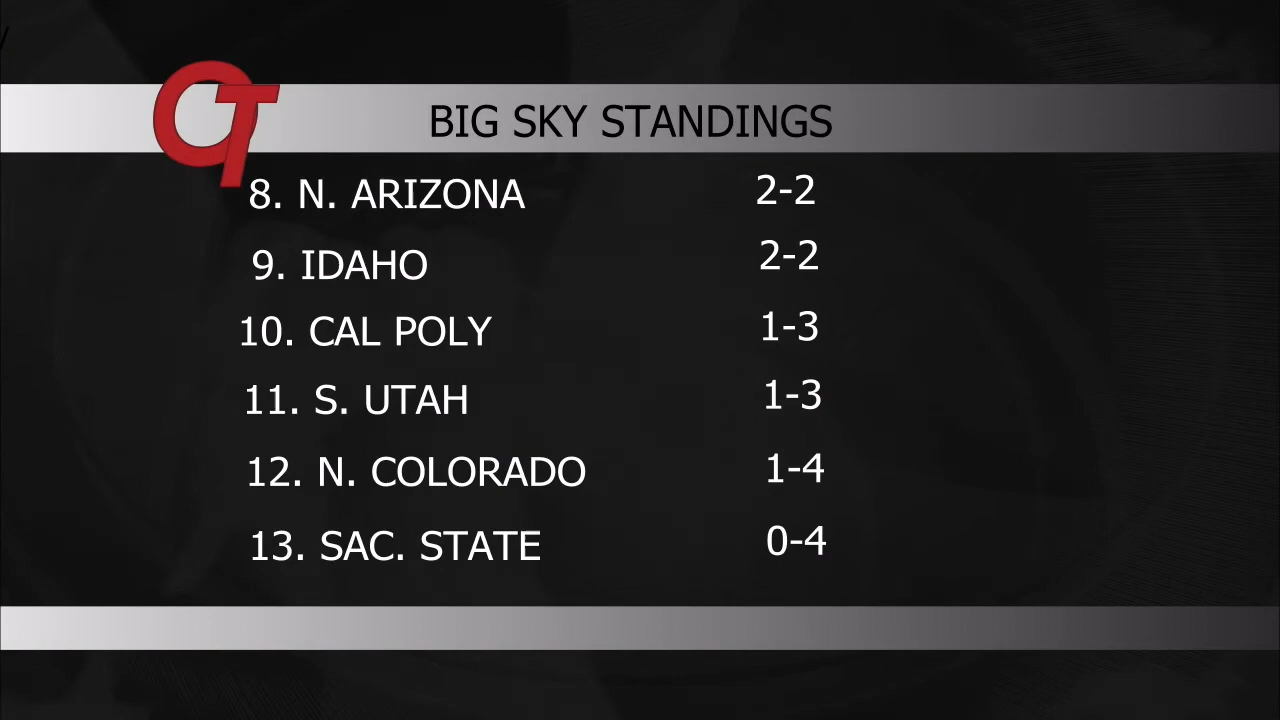 OT
BIG SKY STANDINGS
8. N. ARIZONA 2-2
9. IDAHO 2-2
10. CAL POLY 1-3
11. S. UTAH 1-3
12. N. COLORADO 1-4
13. SAC. STATE 0-4